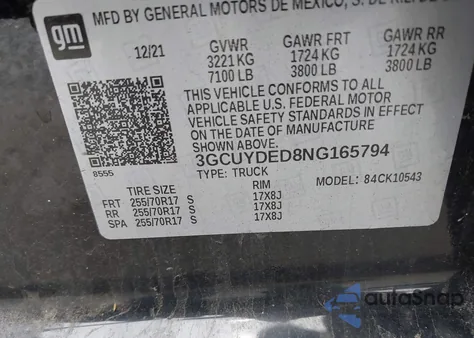 MFD BY GENERAL MOTORS DE MEXICO, S. DE R.L.
gm
12/21 GVWR GAWR FRT GAWR RR
3221 KG 1724 KG 1724 KG
7100 LB 3800 LB 3800 LB
THIS VEHICLE CONFORMS TO ALL
APPLICABLE U.S. FEDERAL MOTOR
VEHICLE SAFETY STANDARDS IN EFFECT
ON THE DATE OF MANUFACTURE
SHOWN ABOVE.
3GCUYDED8NG165794
8555 TYPE: TRUCK MODEL: 84CK10543
TIRE SIZE RIM
FRT 255/70R17 S 17X8J
RR 255/70R17 S 17X8J
SPA 255/70R17 S 17X8J
autoSnap